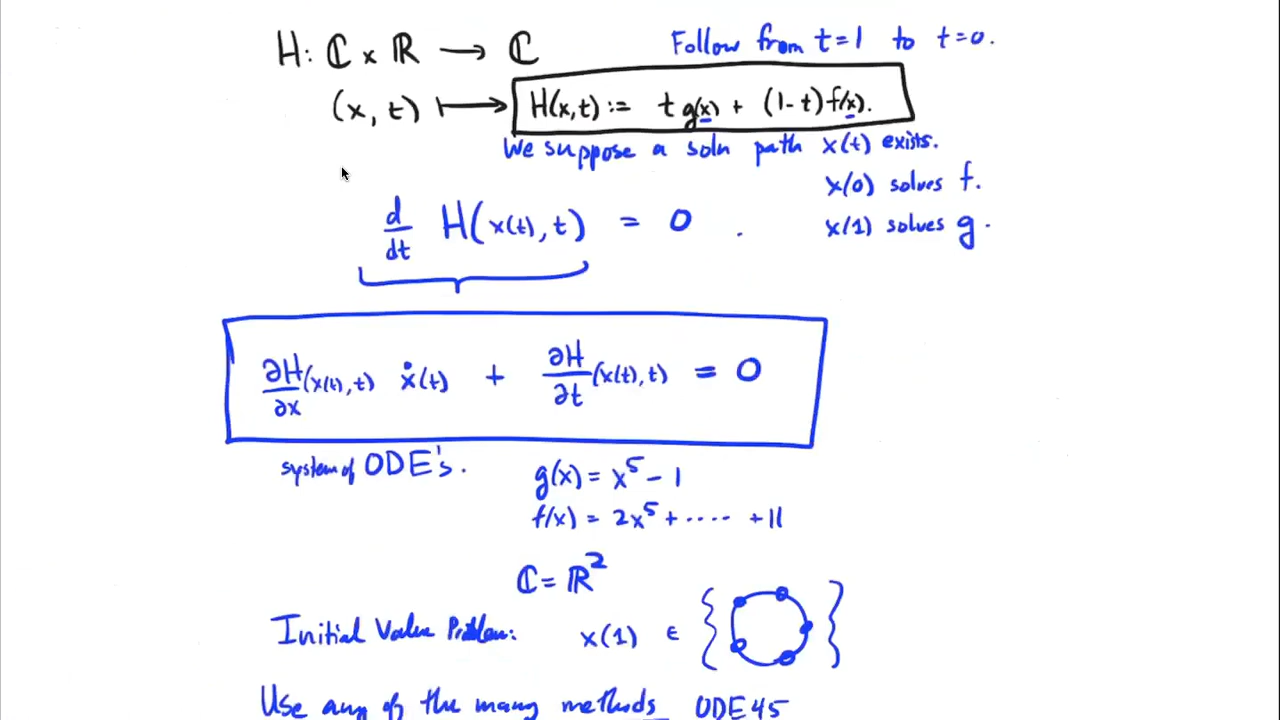 H: ℂ × ℝ → ℂ
Follow from t=1 to t=0.
(x, t) ↦ H(x,t) := t g(x) + (1-t) f(x).
We suppose a soln path x(t) exists.
x(0) solves f.
d/dt H(x(t), t) = 0 .
x(1) solves g.
∂H/∂x (x(t), t) ẋ(t) + ∂H/∂t (x(t), t) = 0
system of ODE's.
g(x) = x⁵ - 1
f(x) = 2x⁵ + ···· + 11
ℂ = ℝ²
Initial Value Problem: x(1) ∈ { }
Use any of the many methods ODE45